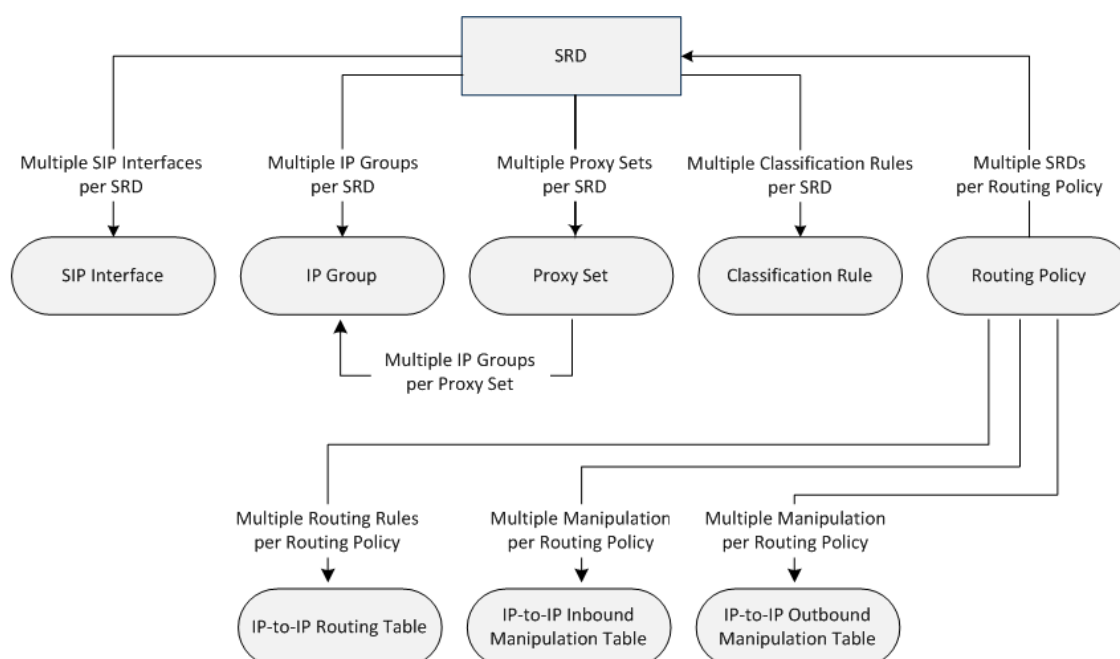 SRD
Multiple SIP Interfaces
per SRD
Multiple IP Groups
per SRD
Multiple Proxy Sets
per SRD
Multiple Classification Rules
per SRD
Multiple SRDs
per Routing Policy
SIP Interface
IP Group
Proxy Set
Classification Rule
Routing Policy
Multiple IP Groups
per Proxy Set
Multiple Routing Rules
per Routing Policy
Multiple Manipulation
per Routing Policy
Multiple Manipulation
per Routing Policy
IP-to-IP Routing Table
IP-to-IP Inbound
Manipulation Table
IP-to-IP Outbound
Manipulation Table